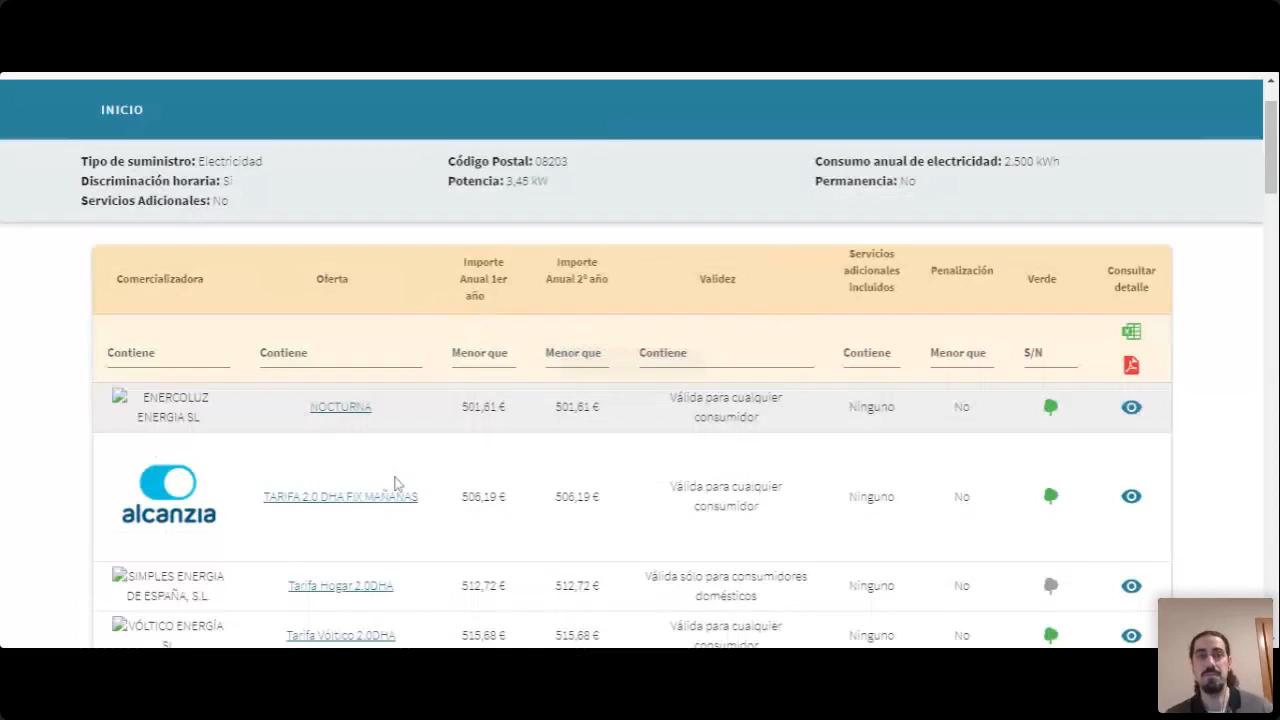 INICIO
Tipo de suministro: Electricidad
Código Postal: 08203
Consumo anual de electricidad: 2.500 kWh
Discriminación horaria: Sí
Potencia: 3,45 kW
Permanencia: No
Servicios Adicionales: No
Comercializadora
Oferta
Importe
Anual 1er
año
Importe
Anual 2º año
Validez
Servicios
adicionales
incluidos
Penalización
Verde
Consultar
detalle
Contiene
Contiene
Menor que
Menor que
Contiene
Contiene
Menor que
S/N
ENERCOLUZ
ENERGIA SL
NOCTURNA
501,61 €
501,61 €
Válida para cualquier
consumidor
Ninguno
No
alcanzia
TARIFA 2.0 DHA FIX MAÑANAS
506,19 €
506,19 €
Válida para cualquier
consumidor
Ninguno
No
SIMPLES ENERGIA
DE ESPAÑA, S.L.
Tarifa Hogar 2.0DHA
512,72 €
512,72 €
Válida sólo para consumidores
domésticos
Ninguno
No
VÓLTICO ENERGÍA
SL
Tarifa Vóltico 2.0DHA
515,68 €
515,68 €
Válida para cualquier
consumidor
Ninguno
No